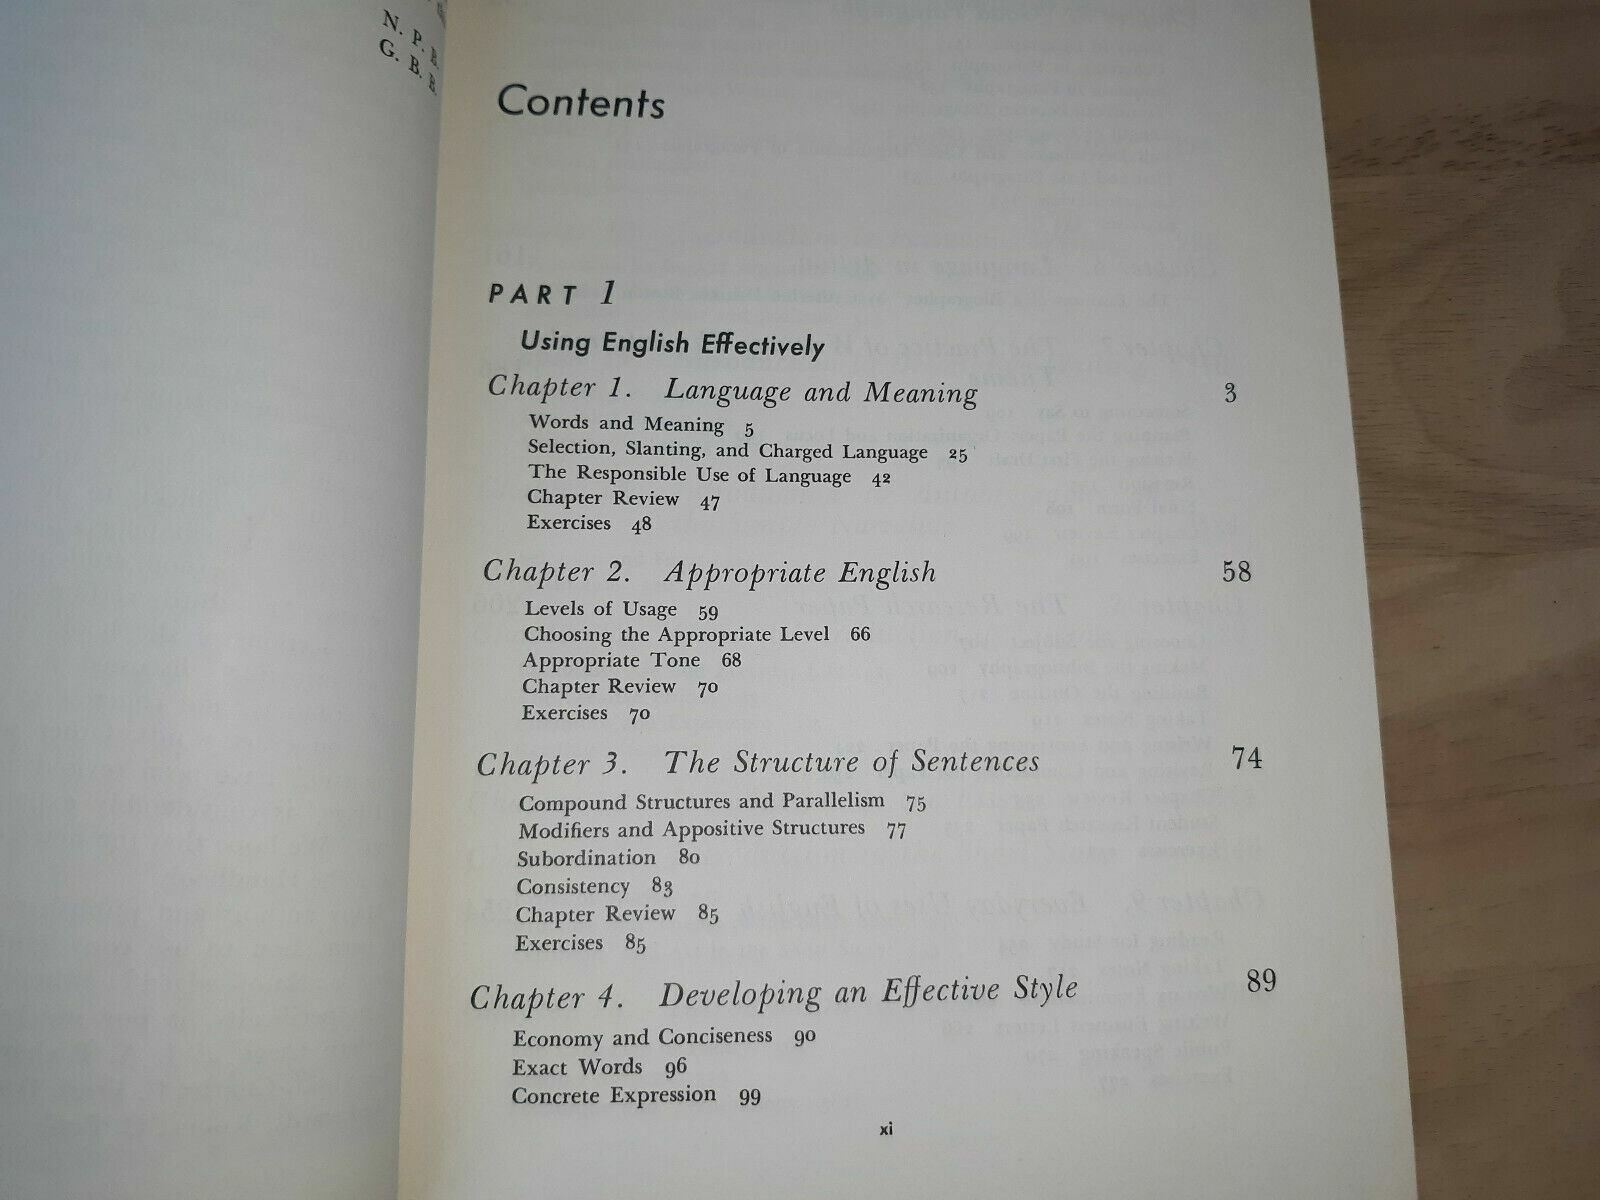 N. P. B.
G. B. B.
Contents
PART 1
Using English Effectively
Chapter 1. Language and Meaning 3
Words and Meaning 5
Selection, Slanting, and Charged Language 25
The Responsible Use of Language 42
Chapter Review 47
Exercises 48
Chapter 2. Appropriate English 58
Levels of Usage 59
Choosing the Appropriate Level 66
Appropriate Tone 68
Chapter Review 70
Exercises 70
Chapter 3. The Structure of Sentences 74
Compound Structures and Parallelism 75
Modifiers and Appositive Structures 77
Subordination 80
Consistency 83
Chapter Review 85
Exercises 85
Chapter 4. Developing an Effective Style 89
Economy and Conciseness 90
Exact Words 96
Concrete Expression 99
xi